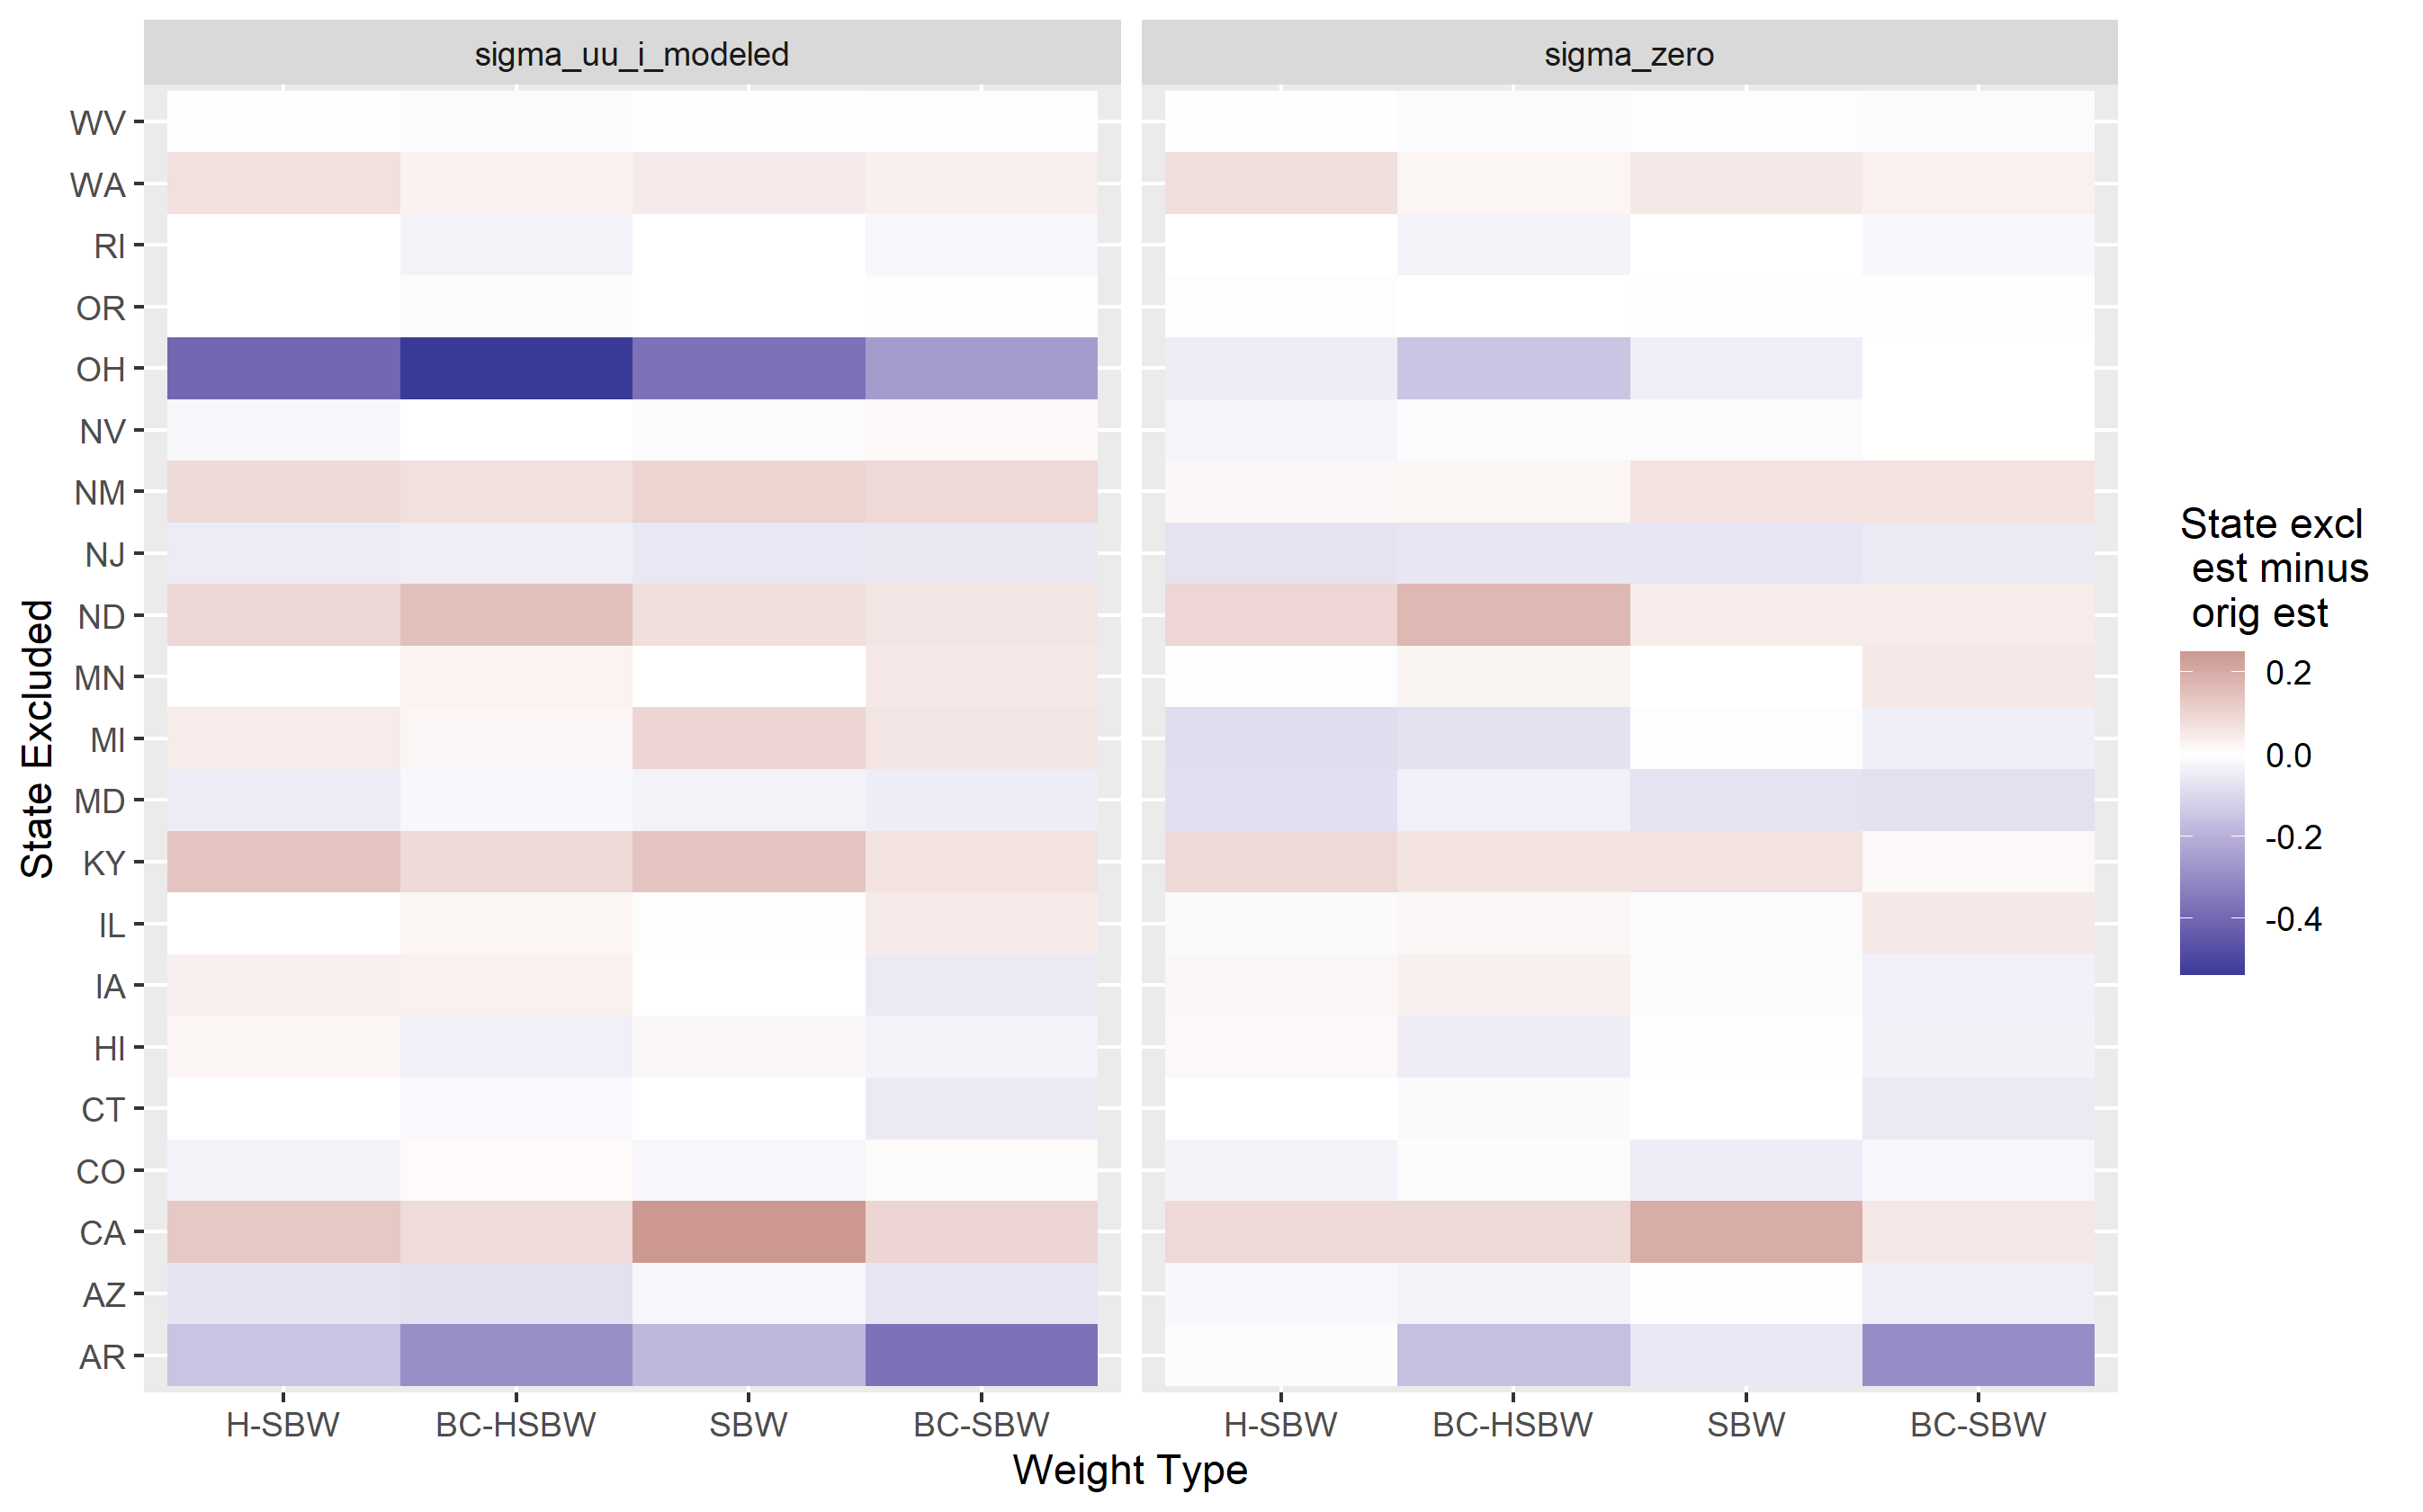 sigma_uu_i_modeled
sigma_zero
WV
WA
RI
OR
OH
NV
NM
NJ
ND
MN
MI
MD
KY
IL
IA
HI
CT
CO
CA
AZ
AR
State Excluded
H-SBW
BC-HSBW
SBW
BC-SBW
H-SBW
BC-HSBW
SBW
BC-SBW
Weight Type
State excl
est minus
orig est
0.2
0.0
-0.2
-0.4